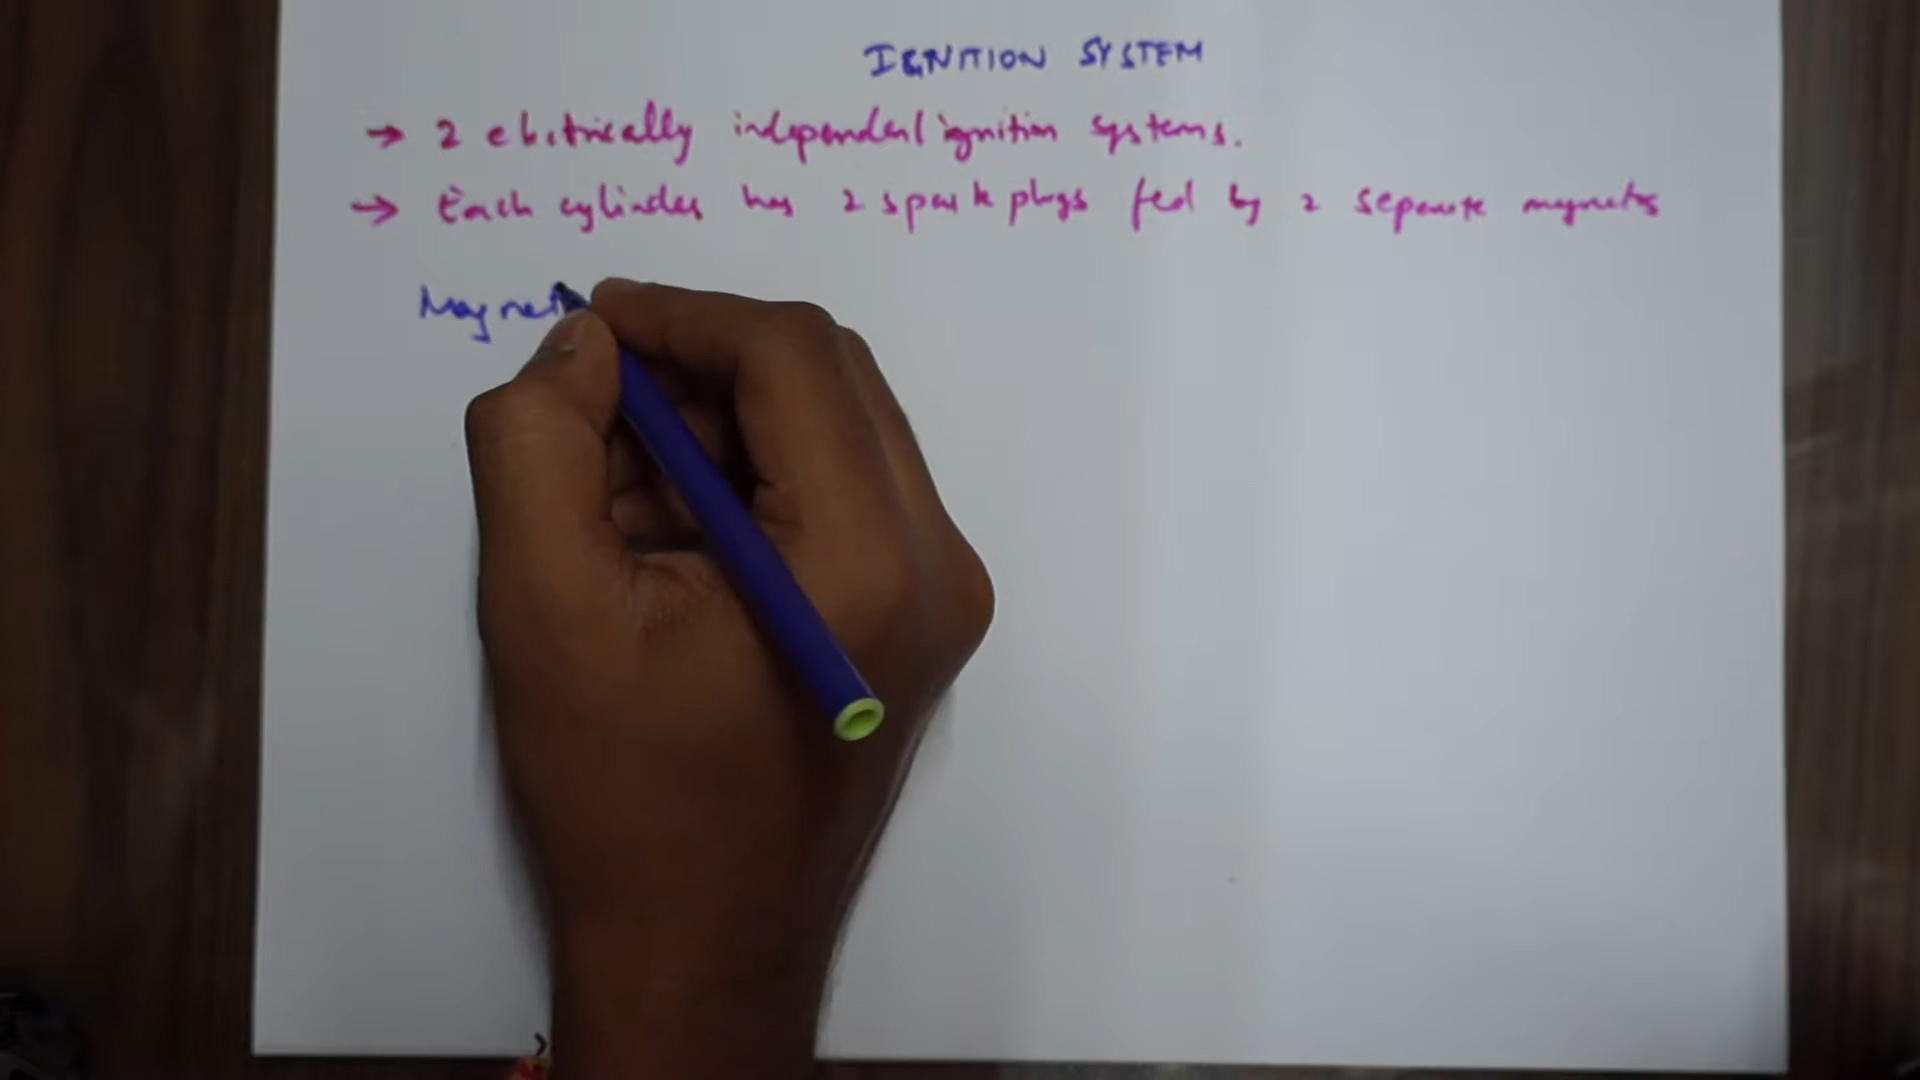 IGNITION SYSTEM
→ 2 electrically independent ignition systems.
→ Each cylinder has 2 spark plugs fed by 2 separate magnetos
Magnet